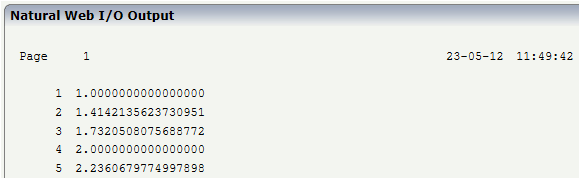 Natural Web I/O Output
Page 1 23-05-12 11:49:42
1 1.0000000000000000
2 1.4142135623730951
3 1.7320508075688772
4 2.0000000000000000
5 2.2360679774997898